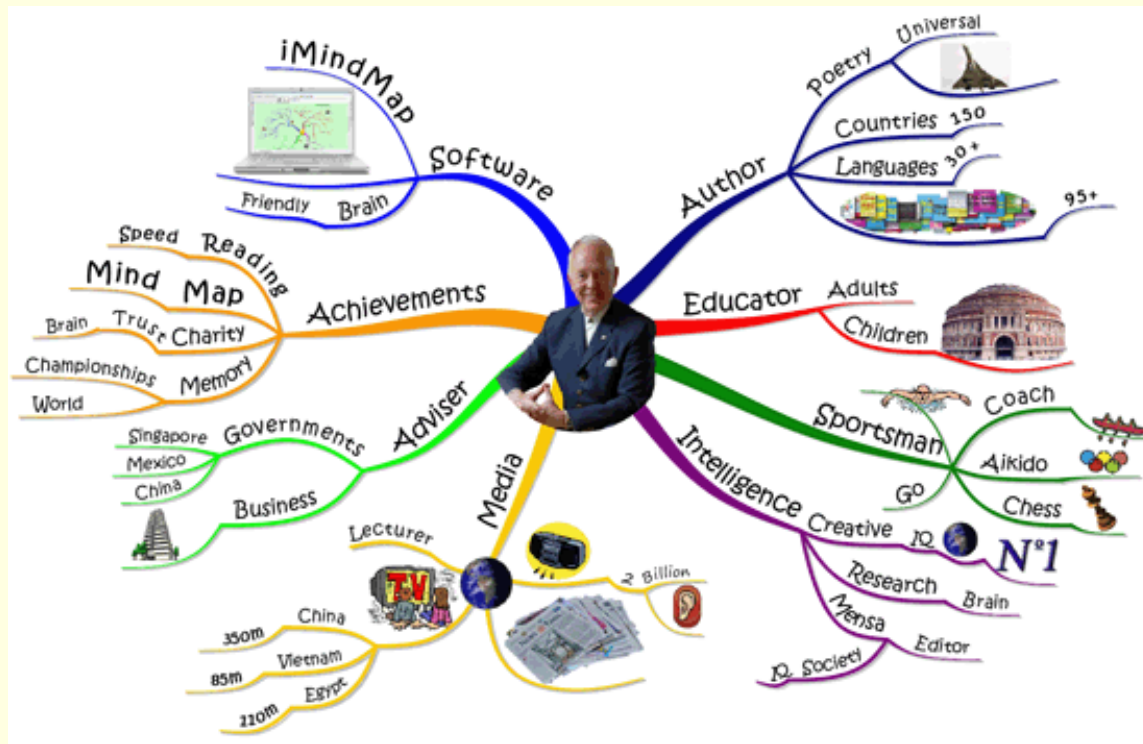 iMindMap
Software
Friendly
Brain
Author
Poetry
Universal
Countries 150
Languages 30+
95+
Educator
Adults
Children
Sportsman
Coach
Aikido
Chess
Go
Intelligence
Creative
IQ
Nº1
Research
Brain
Mensa
Editor
IQ Society
Media
Lecturer
TV
2 Billion
China
350m
Vietnam
85m
Egypt
220m
Adviser
Governments
Singapore
Mexico
China
Business
Achievements
Speed
Reading
Mind Map
Brain
Trust
Charity
Memory
Championships
World